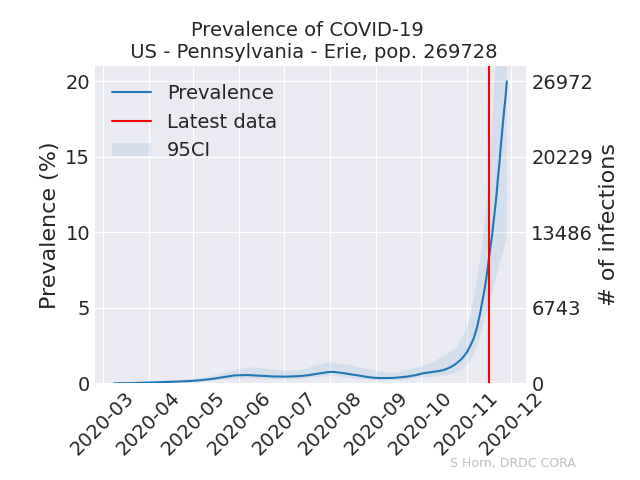 Prevalence of COVID-19
US - Pennsylvania - Erie, pop. 269728
Prevalence
Latest data
95CI
Prevalence (%)
20
15
10
5
0
26972
20229
13486
6743
0
# of infections
2020-03
2020-04
2020-05
2020-06
2020-07
2020-08
2020-09
2020-10
2020-11
2020-12
S Horn, DRDC CORA